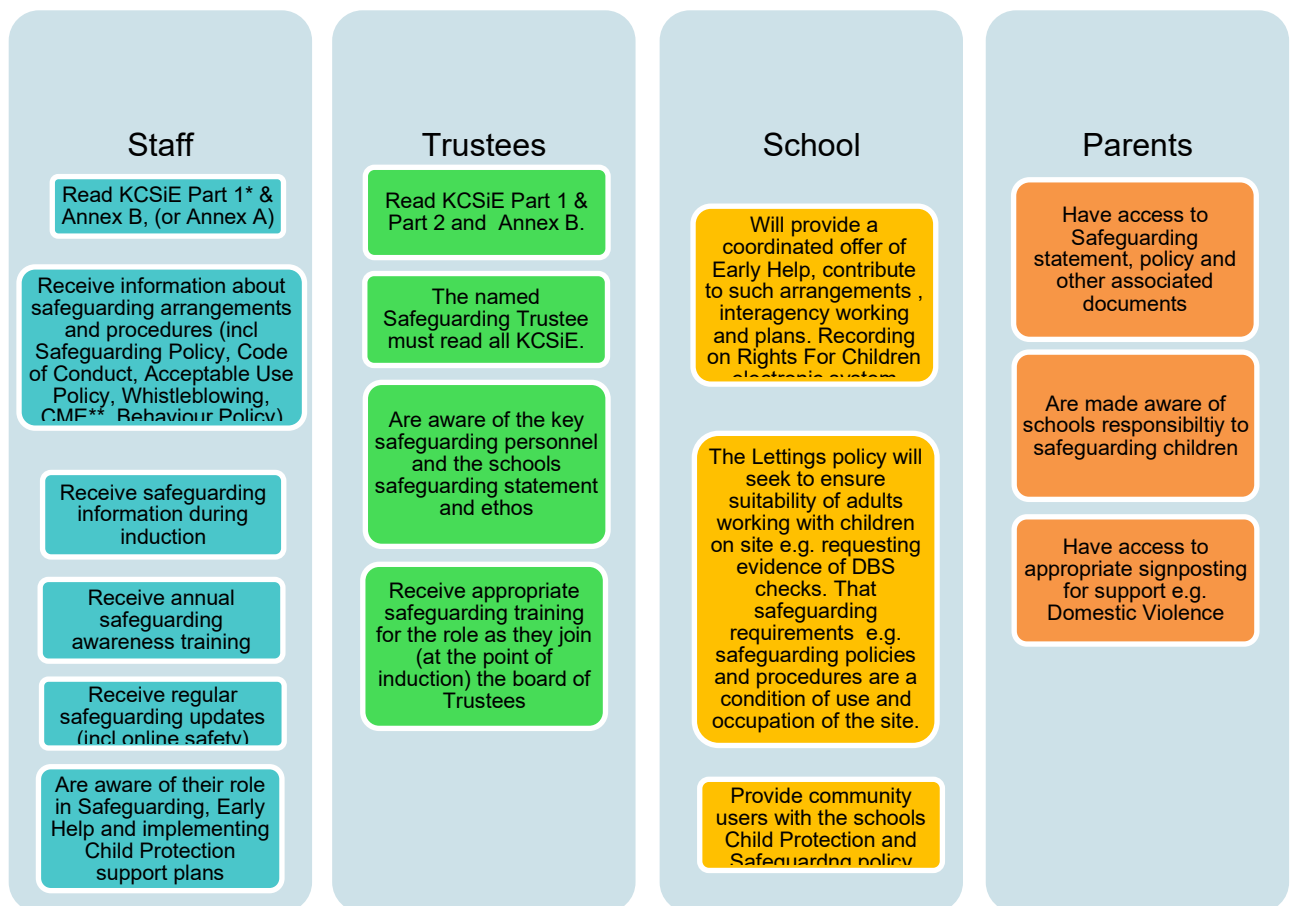 Staff
Read KCSiE Part 1* &
Annex B, (or Annex A)
Receive information about
safeguarding arrangements
and procedures (incl
Safeguarding Policy, Code
of Conduct, Acceptable Use
Policy, Whistleblowing,
CME** Behaviour Policy)
Receive safeguarding
information during
induction
Receive annual
safeguarding
awareness training
Receive regular
safeguarding updates
(incl online safety)
Are aware of their role
in Safeguarding, Early
Help and implementing
Child Protection
support plans
Trustees
Read KCSiE Part 1 &
Part 2 and Annex B.
The named
Safeguarding Trustee
must read all KCSiE.
Are aware of the key
safeguarding personnel
and the schools
safeguarding statement
and ethos
Receive appropriate
safeguarding training
for the role as they join
(at the point of
induction) the board of
Trustees
School
Will provide a
coordinated offer of
Early Help, contribute
to such arrangements ,
interagency working
and plans. Recording
on Rights For Children
electronic system
The Lettings policy will
seek to ensure
suitability of adults
working with children
on site e.g. requesting
evidence of DBS
checks. That
safeguarding
requirements e.g.
safeguarding policies
and procedures are a
condition of use and
occupation of the site.
Provide community
users with the schools
Child Protection and
Safeguardng policy
Parents
Have access to
Safeguarding
statement, policy and
other associated
documents
Are made aware of
schools responsibiltiy to
safeguarding children
Have access to
appropriate signposting
for support e.g.
Domestic Violence